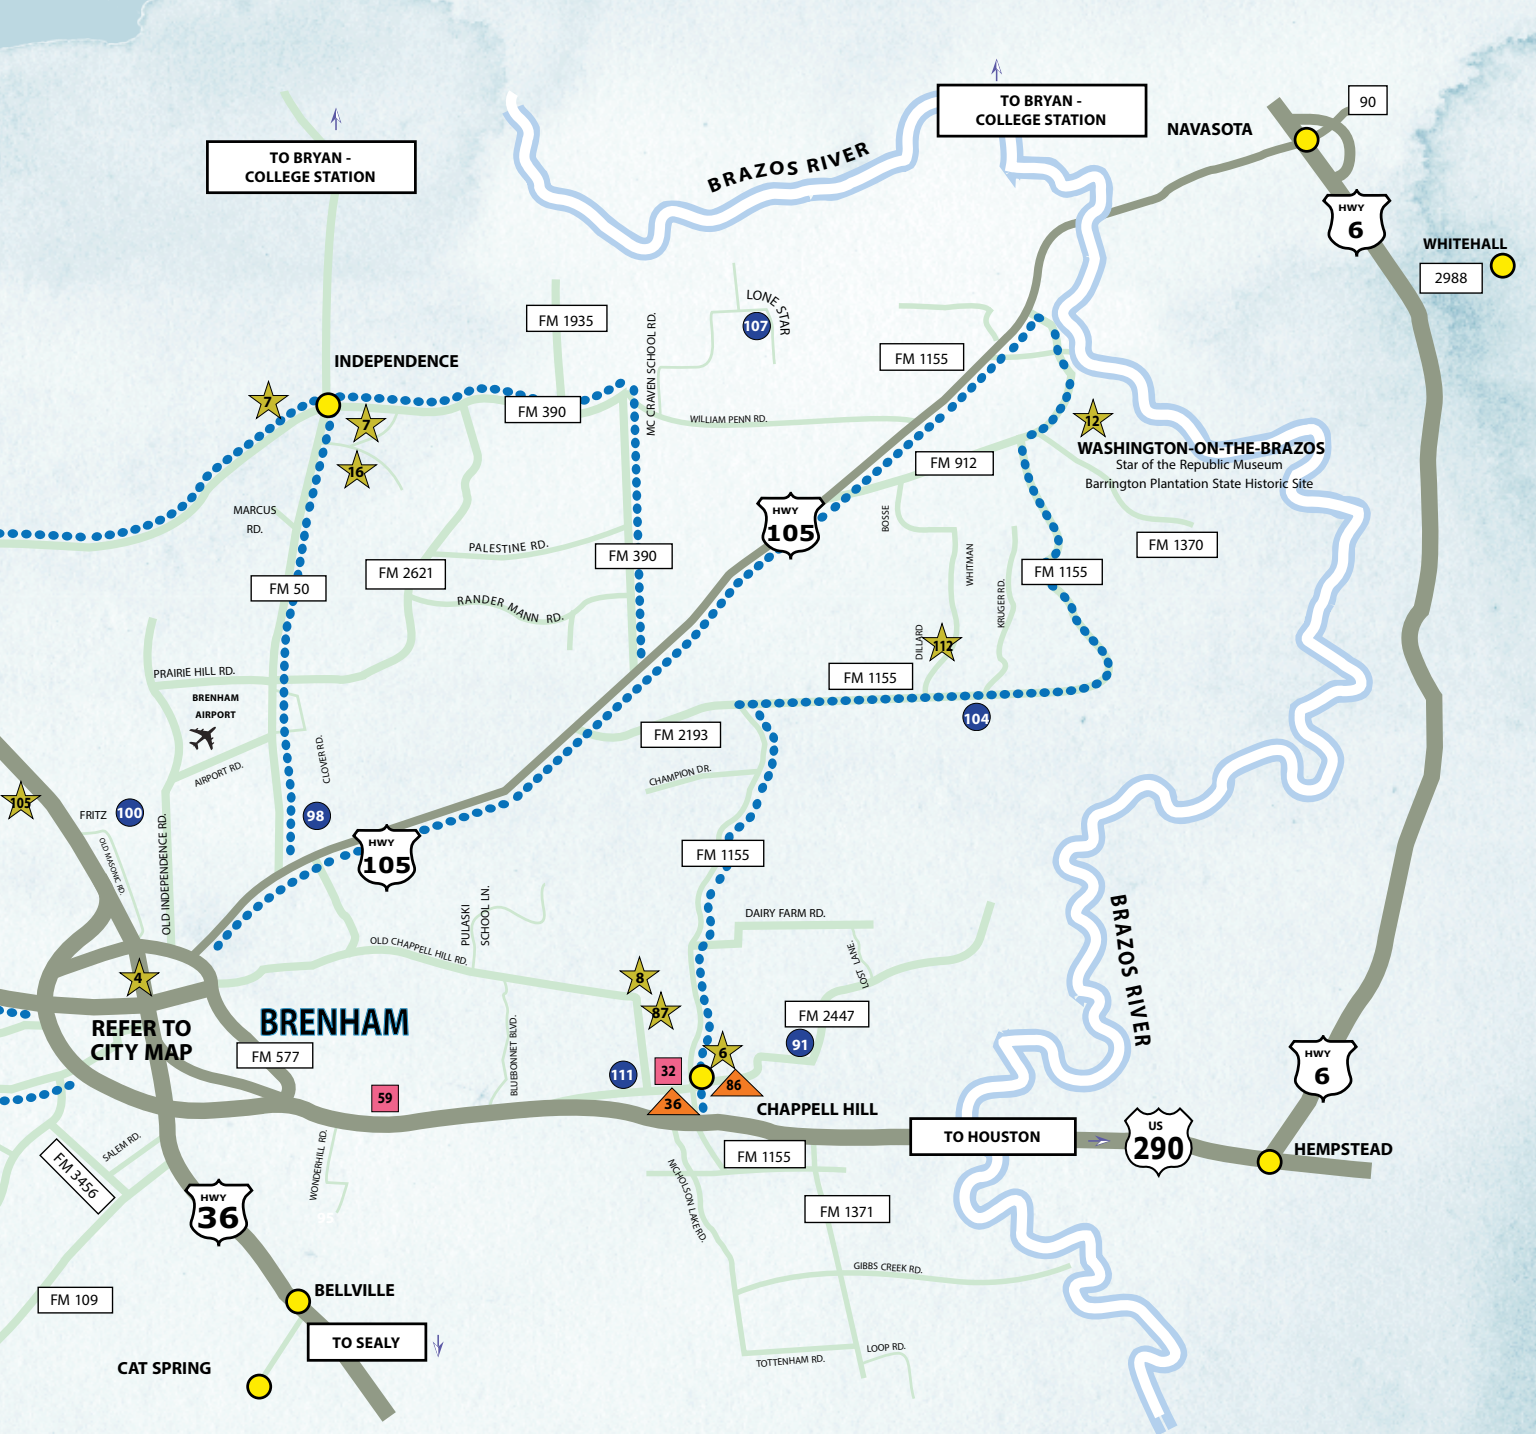 TO BRYAN -
COLLEGE STATION
90
NAVASOTA
TO BRYAN -
COLLEGE STATION
BRAZOS RIVER
HWY
6
WHITEHALL
2988
LONE STAR
107
FM 1935
MC CRAVEN SCHOOL RD.
FM 1155
INDEPENDENCE
7
7
16
FM 390
WILLIAM PENN RD.
12
WASHINGTON-ON-THE-BRAZOS
Star of the Republic Museum
Barrington Plantation State Historic Site
FM 912
MARCUS
RD.
HWY
105
BOSSE
PALESTINE RD.
FM 390
FM 1370
FM 2621
FM 50
WHITMAN
FM 1155
RANDER MANN RD.
KRUGER RD.
DILLARD
112
PRAIRIE HILL RD.
FM 1155
BRENHAM
AIRPORT
104
FM 2193
AIRPORT RD.
CLOVER RD.
CHAMPION DR.
105
FRITZ
100
98
OLD MASONIC RD.
OLD INDEPENDENCE RD.
HWY
105
FM 1155
PULASKI
SCHOOL LN.
DAIRY FARM RD.
BRAZOS RIVER
OLD CHAPPELL HILL RD.
LOST LANE.
4
8
87
REFER TO
CITY MAP
BRENHAM
FM 2447
FM 577
BLUEBONNET BLVD.
91
6
111
32
86
36
59
CHAPPELL HILL
HWY
6
TO HOUSTON
US
290
HEMPSTEAD
SALEM RD.
FM 3456
WONDERHILL RD.
FM 1155
NICHOLSON LAKE RD.
HWY
36
35
FM 1371
GIBBS CREEK RD.
BELLVILLE
FM 109
TO SEALY
CAT SPRING
TOTTENHAM RD.
LOOP RD.